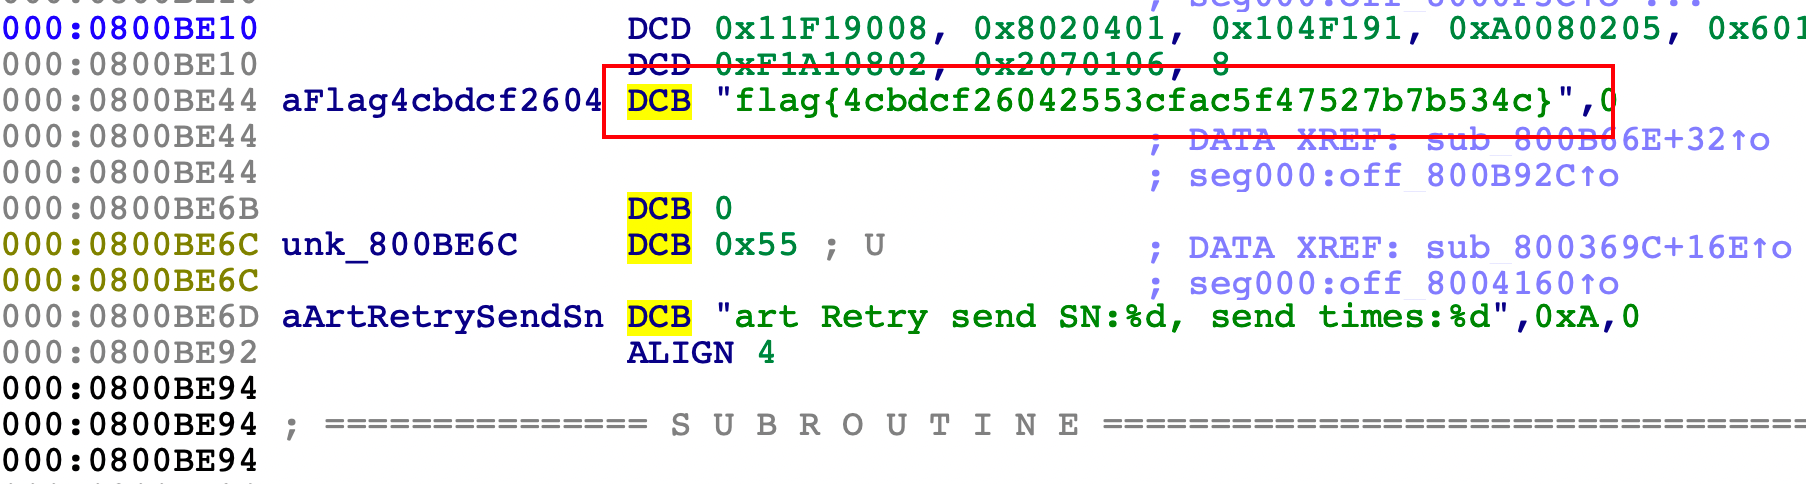 000:0800BE10 DCD 0x11F19008, 0x8020401, 0x104F191, 0xA0080205, 0x601
000:0800BE10 DCD 0xF1A10802, 0x2070106, 8
000:0800BE44 aFlag4cbdcf2604 DCB "flag{4cbdcf26042553cfac5f47527b7b534c}",0
000:0800BE44 ; DATA XREF: sub_800B66E+32↑o
000:0800BE44 ; seg000:off_800B92C↑o
000:0800BE6B DCB 0
000:0800BE6C unk_800BE6C DCB 0x55 ; U ; DATA XREF: sub_800369C+16E↑o
000:0800BE6C ; seg000:off_8004160↑o
000:0800BE6D aArtRetrySendSn DCB "art Retry send SN:%d, send times:%d",0xA,0
000:0800BE92 ALIGN 4
000:0800BE94
000:0800BE94 ; =============== S U B R O U T I N E =================================
000:0800BE94